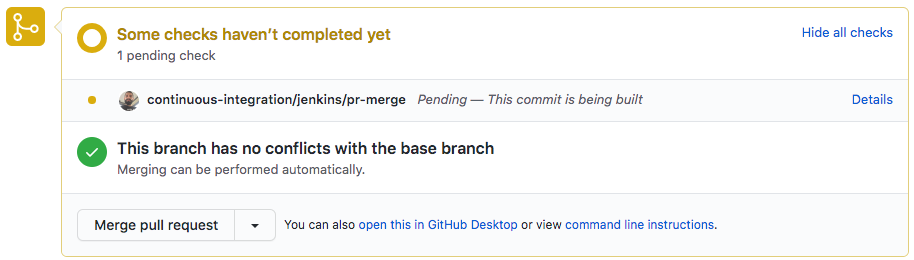 Some checks haven’t completed yet
Hide all checks
1 pending check
continuous-integration/jenkins/pr-merge Pending — This commit is being built
Details
This branch has no conflicts with the base branch
Merging can be performed automatically.
Merge pull request
You can also open this in GitHub Desktop or view command line instructions.